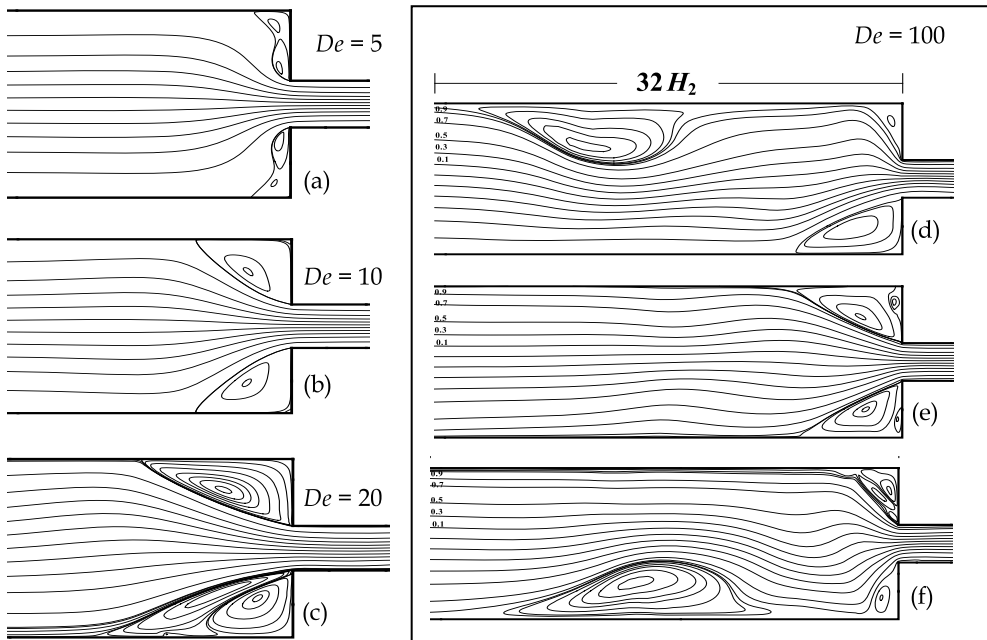 De = 5
(a)
De = 10
(b)
De = 20
(c)
De = 100
32 H2
0.9
0.7
0.5
0.3
0.1
(d)
0.9
0.7
0.5
0.3
0.1
(e)
0.9
0.7
0.5
0.3
0.1
(f)